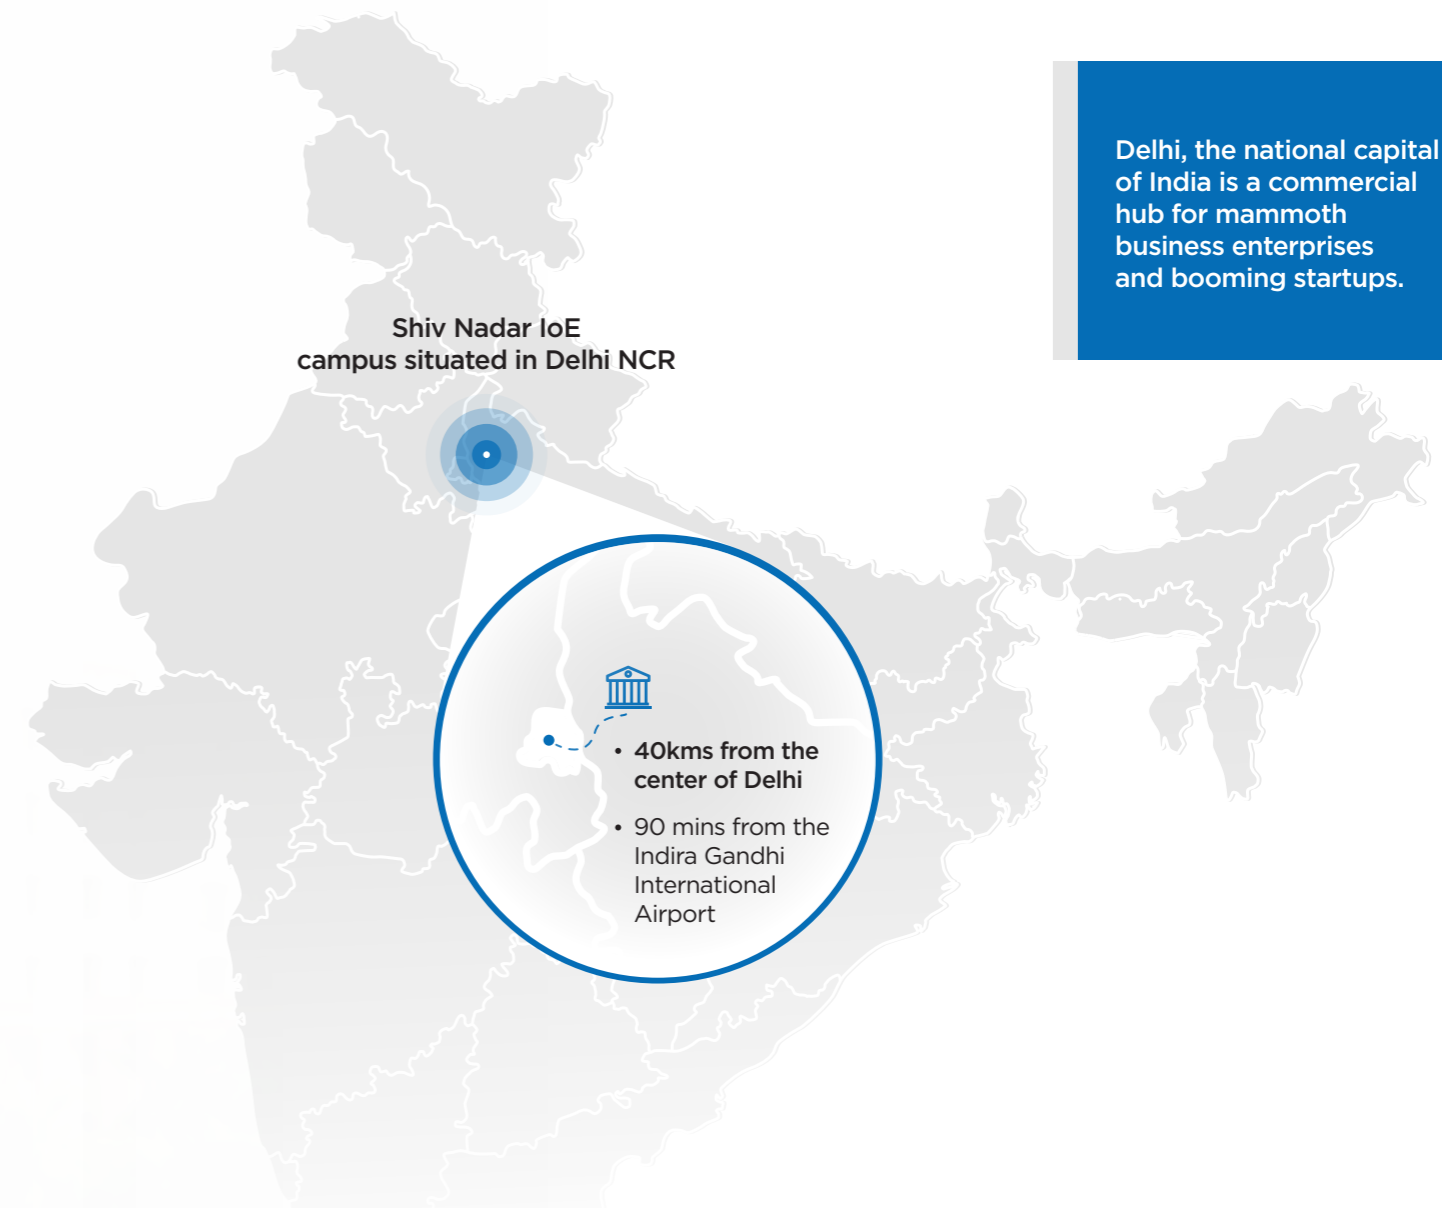 Delhi, the national capital
of India is a commercial
hub for mammoth
business enterprises
and booming startups.
Shiv Nadar IoE
campus situated in Delhi NCR
• 40kms from the
center of Delhi
• 90 mins from the
Indira Gandhi
International
Airport